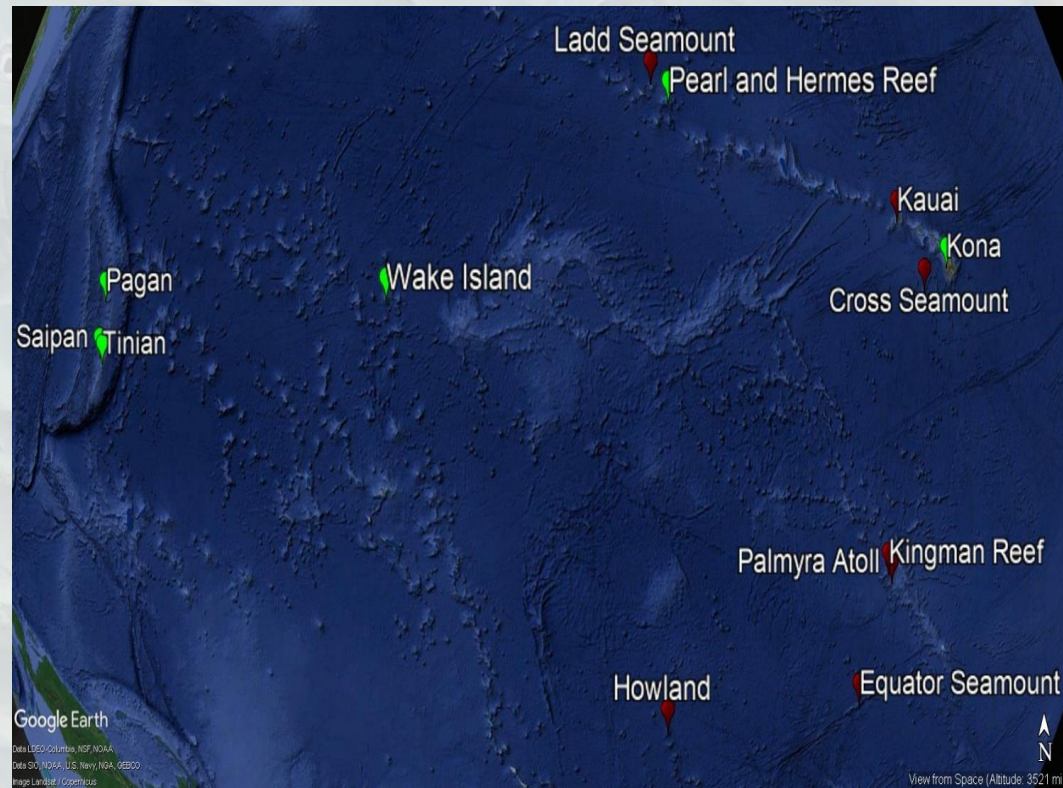 Ladd Seamount
Pearl and Hermes Reef
Kauai
Kona
Pagan
Wake Island
Cross Seamount
Saipan
Tinian
Palmyra Atoll
Kingman Reef
Howland
Equator Seamount
Google Earth
N
Data LDEO-Columbia, NSF, NOAA
Data SIO, NOAA, U.S. Navy, NGA, GEBCO
Image Landsat / Copernicus
View from Space (Altitude: 3521 mi